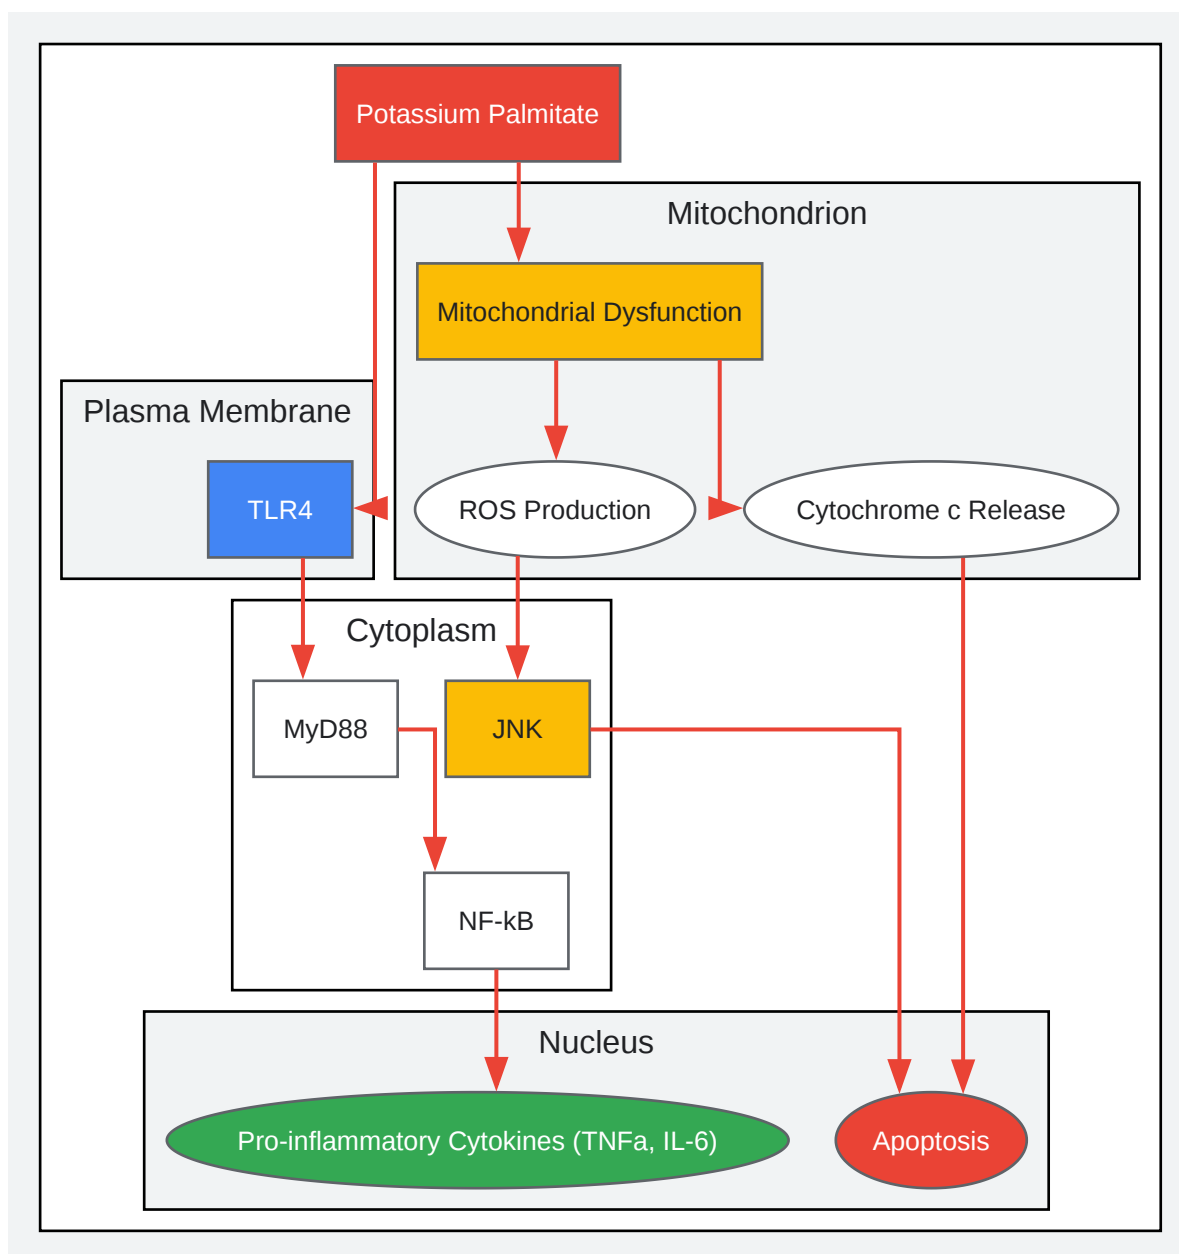 Potassium Palmitate
Mitochondrion
Mitochondrial Dysfunction
Plasma Membrane
TLR4
ROS Production
Cytochrome c Release
Cytoplasm
MyD88
JNK
NF-kB
Nucleus
Pro-inflammatory Cytokines (TNFa, IL-6)
Apoptosis